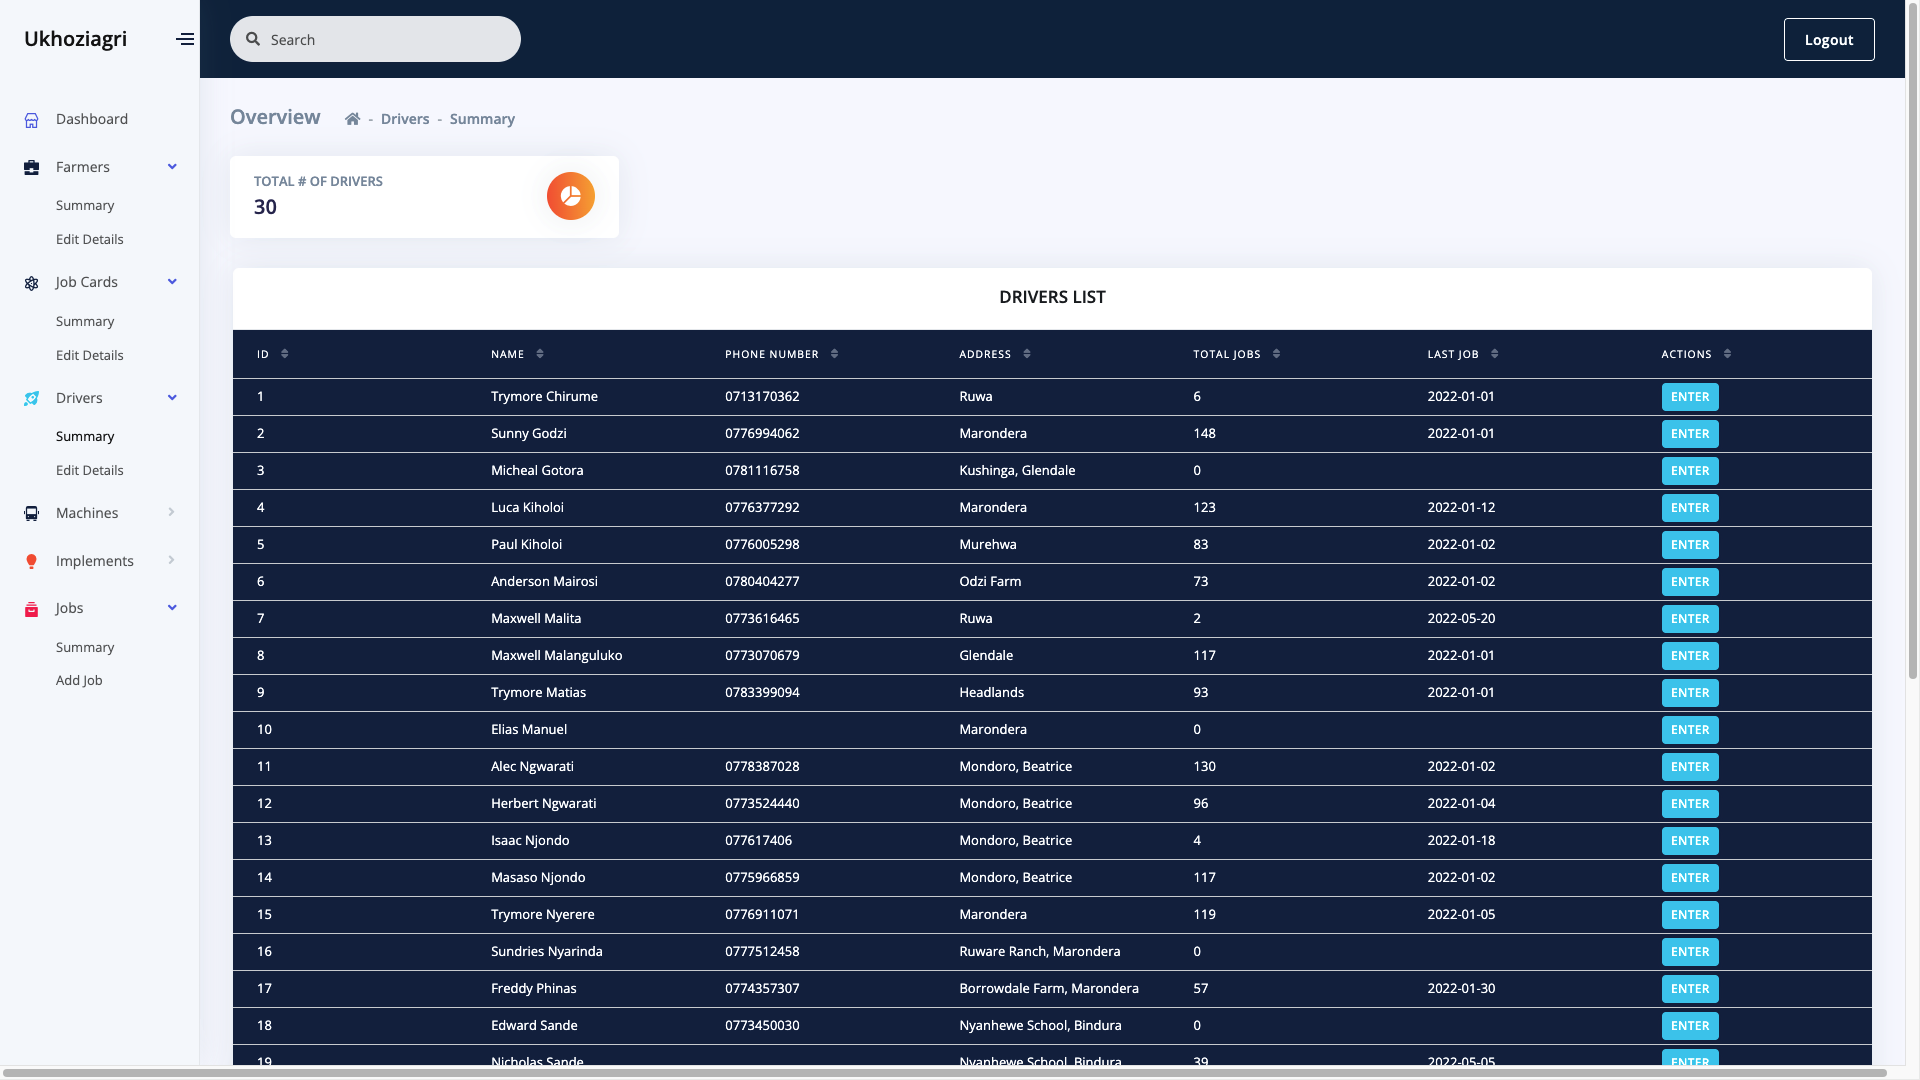 Ukhoziagri
Search
Logout
Dashboard
Farmers
Summary
Edit Details
Job Cards
Summary
Edit Details
Drivers
Summary
Edit Details
Machines
Implements
Jobs
Summary
Add Job
Overview - Drivers - Summary
TOTAL # OF DRIVERS
30
DRIVERS LIST
ID NAME PHONE NUMBER ADDRESS TOTAL JOBS LAST JOB ACTIONS
1 Trymore Chirume 0713170362 Ruwa 6 2022-01-01 ENTER
2 Sunny Godzi 0776994062 Marondera 148 2022-01-01 ENTER
3 Micheal Gotora 0781116758 Kushinga, Glendale 0 ENTER
4 Luca Kiholoi 0776377292 Marondera 123 2022-01-12 ENTER
5 Paul Kiholoi 0776005298 Murehwa 83 2022-01-02 ENTER
6 Anderson Mairosi 0780404277 Odzi Farm 73 2022-01-02 ENTER
7 Maxwell Malita 0773616465 Ruwa 2 2022-05-20 ENTER
8 Maxwell Malanguluko 0773070679 Glendale 117 2022-01-01 ENTER
9 Trymore Matias 0783399094 Headlands 93 2022-01-01 ENTER
10 Elias Manuel Marondera 0 ENTER
11 Alec Ngwarati 0778387028 Mondoro, Beatrice 130 2022-01-02 ENTER
12 Herbert Ngwarati 0773524440 Mondoro, Beatrice 96 2022-01-04 ENTER
13 Isaac Njondo 077617406 Mondoro, Beatrice 4 2022-01-18 ENTER
14 Masaso Njondo 0775966859 Mondoro, Beatrice 117 2022-01-02 ENTER
15 Trymore Nyerere 0776911071 Marondera 119 2022-01-05 ENTER
16 Sundries Nyarinda 0777512458 Ruware Ranch, Marondera 0 ENTER
17 Freddy Phinas 0774357307 Borrowdale Farm, Marondera 57 2022-01-30 ENTER
18 Edward Sande 0773450030 Nyanhewe School, Bindura 0 ENTER
19 Nicholas Sande Nyanhewe School, Bindura 39 2022-05-05 ENTER